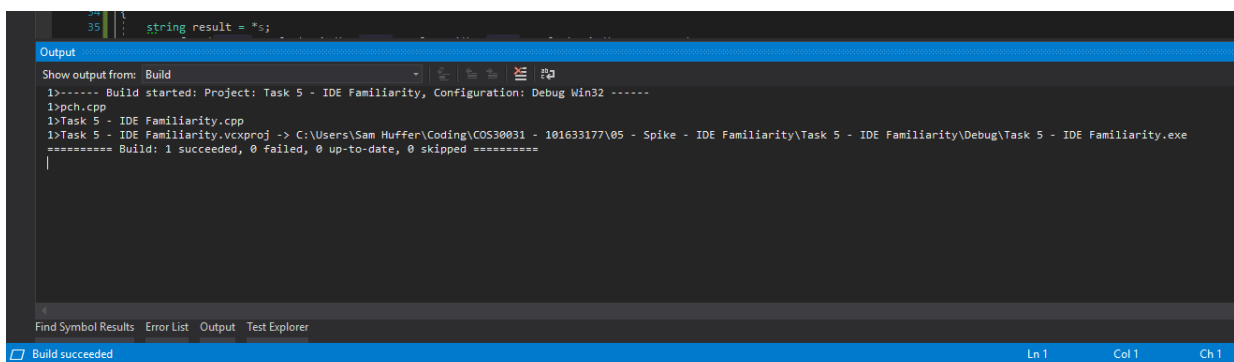 34 {
35 string result = *s;
Output
Show output from: Build
1>------ Build started: Project: Task 5 - IDE Familiarity, Configuration: Debug Win32 ------
1>pch.cpp
1>Task 5 - IDE Familiarity.cpp
1>Task 5 - IDE Familiarity.vcxproj -> C:\Users\Sam Huffer\Coding\COS30031 - 101633177\05 - Spike - IDE Familiarity\Task 5 - IDE Familiarity\Debug\Task 5 - IDE Familiarity.exe
========== Build: 1 succeeded, 0 failed, 0 up-to-date, 0 skipped ==========
Find Symbol Results Error List Output Test Explorer
Build succeeded Ln 1 Col 1 Ch 1